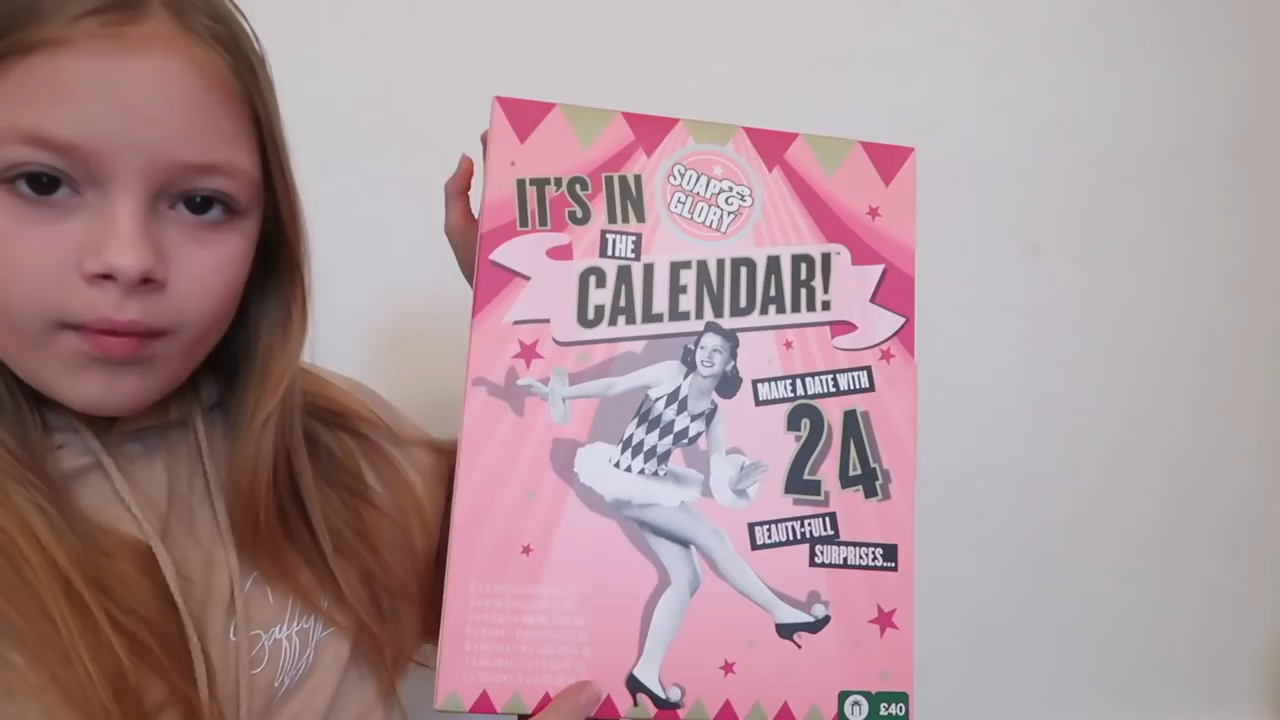 IT'S IN
SOAP &
GLORY
THE
CALENDAR!
MAKE A DATE WITH
24
BEAUTY-FULL
SURPRISES...
£40